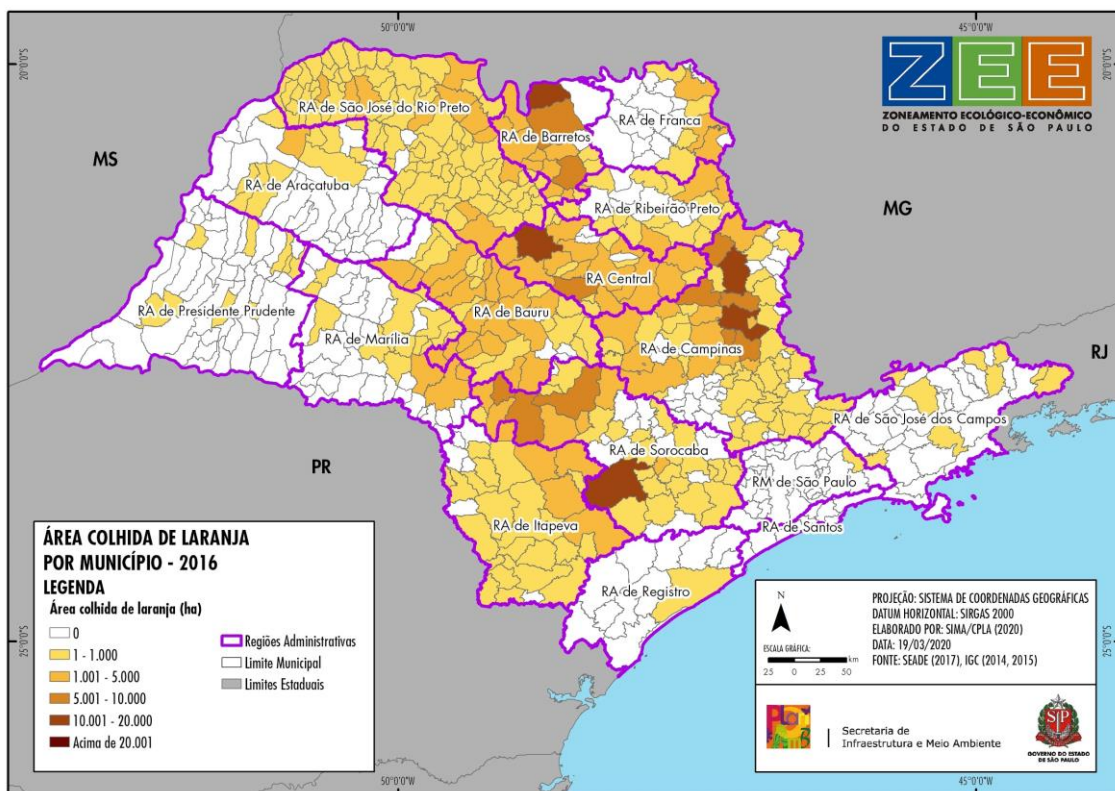 50°0'0"W
45°0'0"W
20°0'0"S
20°0'0"S
ZEE
ZONEAMENTO ECOLÓGICO-ECONÔMICO
DO ESTADO DE SÃO PAULO
RA de São José do Rio Preto
RA de Barretos
RA de Franca
MS
RA de Araçatuba
RA de Ribeirão Preto
MG
RA Central
RA de Presidente Prudente
RA de Bauru
RA de Marília
RA de Campinas
RJ
RA de São José dos Campos
PR
RA de Sorocaba
RM de São Paulo
RA de Itapeva
RA de Santos
RA de Registro
ÁREA COLHIDA DE LARANJA
POR MUNICÍPIO - 2016
LEGENDA
Área colhida de laranja (ha)
0
1 - 1.000
1.001 - 5.000
5.001 - 10.000
10.001 - 20.000
Acima de 20.001
Regiões Administrativas
Limite Municipal
Limites Estaduais
N
ESCALA GRÁFICA:
25 0 25 50
km
PROJEÇÃO: SISTEMA DE COORDENADAS GEOGRÁFICAS
DATUM HORIZONTAL: SIRGAS 2000
ELABORADO POR: SIMA/CPLA (2020)
DATA: 19/03/2020
FONTE: SEADE (2017), IGC (2014, 2015)
Secretaria de
Infraestrutura e Meio Ambiente
SP
GOVERNO DO ESTADO
DE SÃO PAULO
25°0'0"S
25°0'0"S
50°0'0"W
45°0'0"W